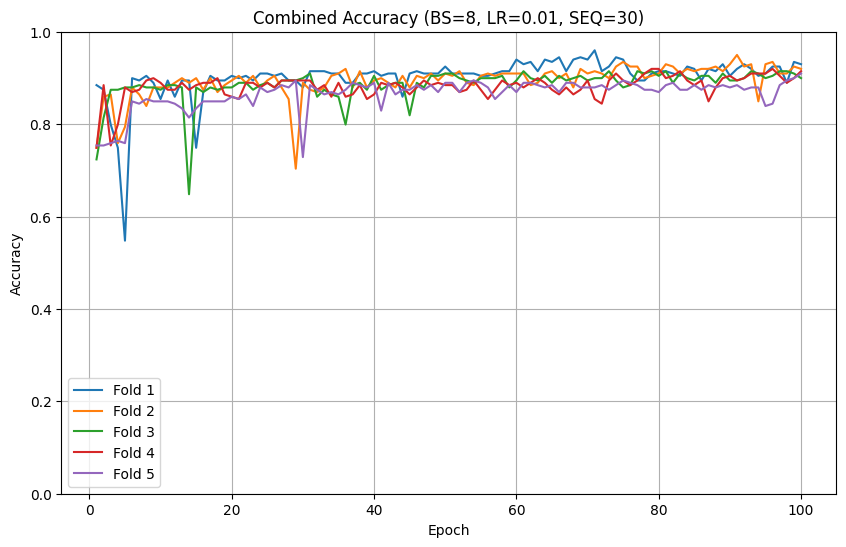 Combined Accuracy (BS=8, LR=0.01, SEQ=30)
1.0
0.8
0.6
0.4
0.2
0.0
Accuracy
Fold 1
Fold 2
Fold 3
Fold 4
Fold 5
0 20 40 60 80 100
Epoch